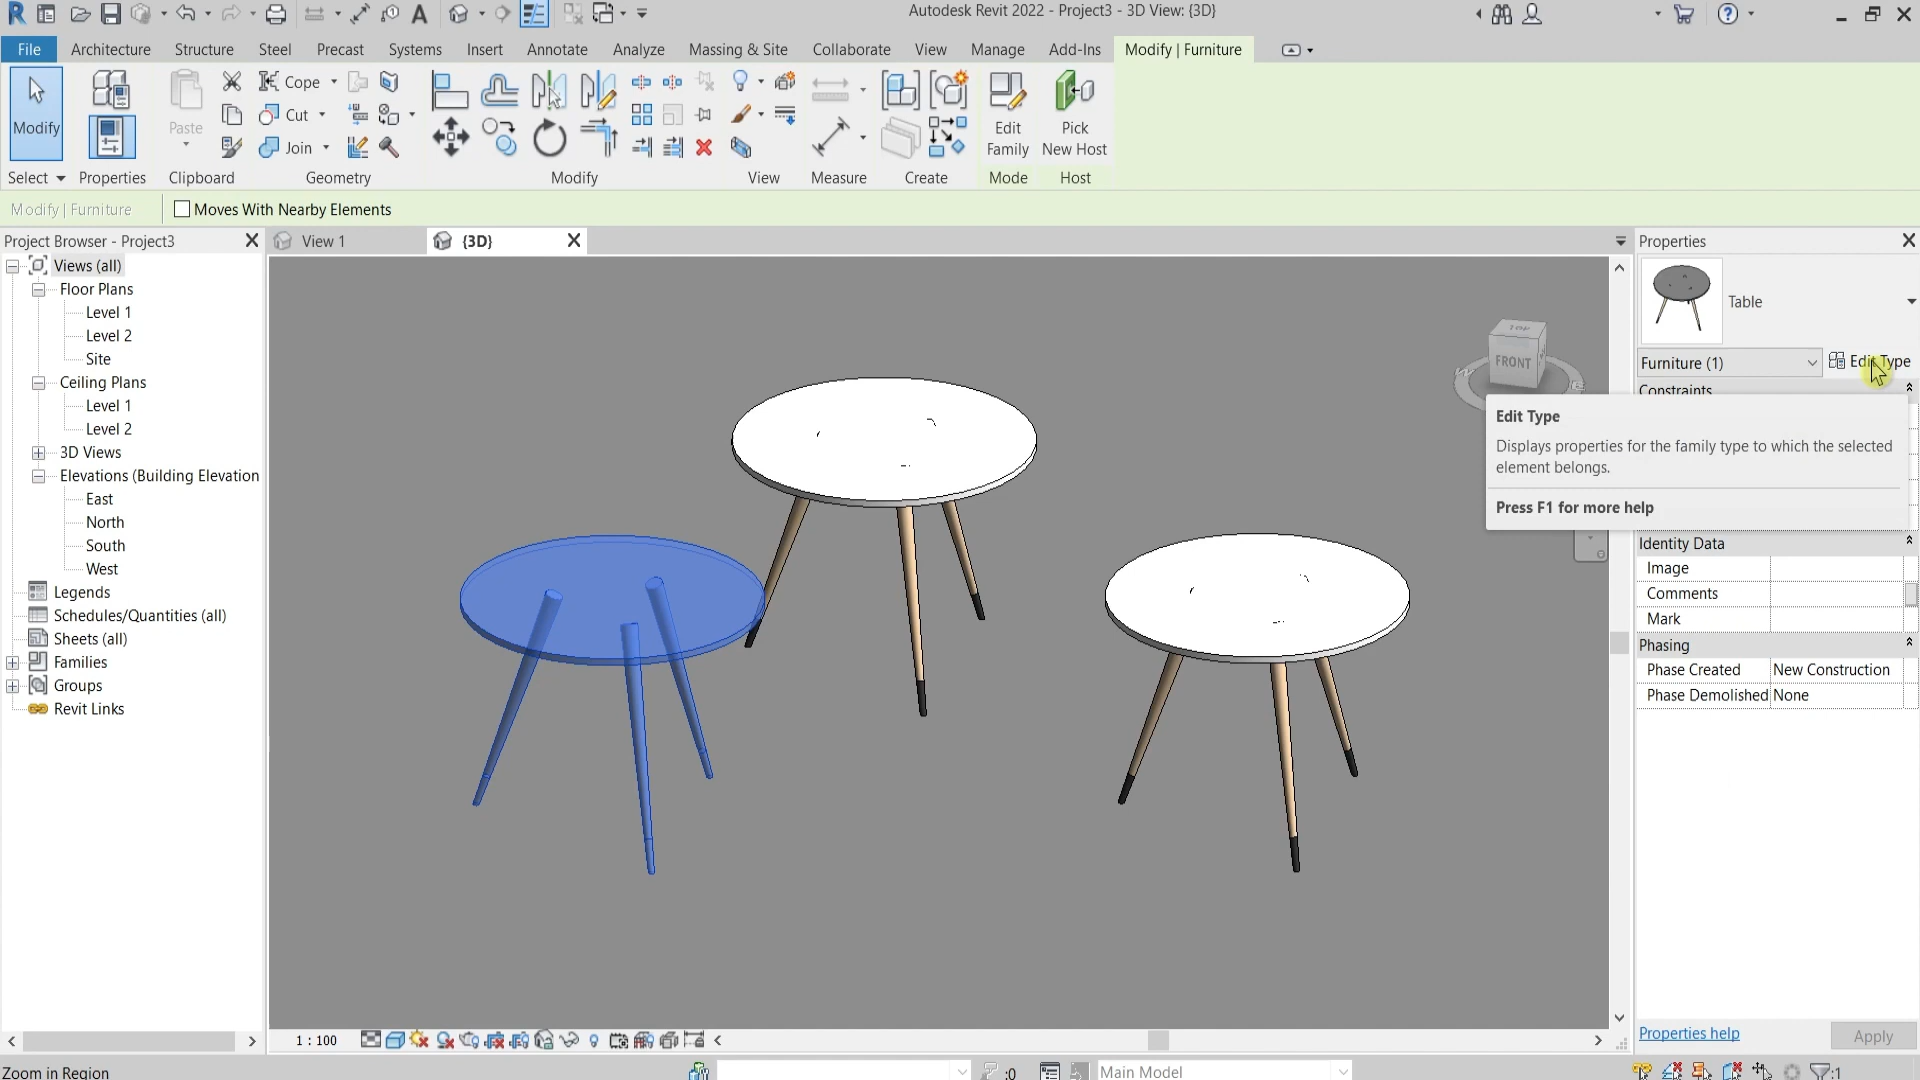 Autodesk Revit 2022 - Project3 - 3D View: {3D}
File Architecture Structure Steel Precast Systems Insert Annotate Analyze Massing & Site Collaborate View Manage Add-Ins Modify | Furniture
Modify
Paste
Cope
Cut
Join
Edit Family
Pick New Host
Select Properties Clipboard Geometry Modify View Measure Create Mode Host
Modify | Furniture Moves With Nearby Elements
Project Browser - Project3
View 1 {3D}
Properties
Views (all)
Floor Plans
Level 1
Level 2
Site
Ceiling Plans
Level 1
Level 2
3D Views
Elevations (Building Elevation
East
North
South
West
Legends
Schedules/Quantities (all)
Sheets (all)
Families
Groups
Revit Links
TOP
FRONT
Table
Furniture (1) Edit Type
Constraints
Edit Type
Displays properties for the family type to which the selected
element belongs.
Press F1 for more help
Identity Data
Image
Comments
Mark
Phasing
Phase Created New Construction
Phase Demolished None
Properties help Apply
1 : 100
Zoom in Region
:0
Main Model
:1